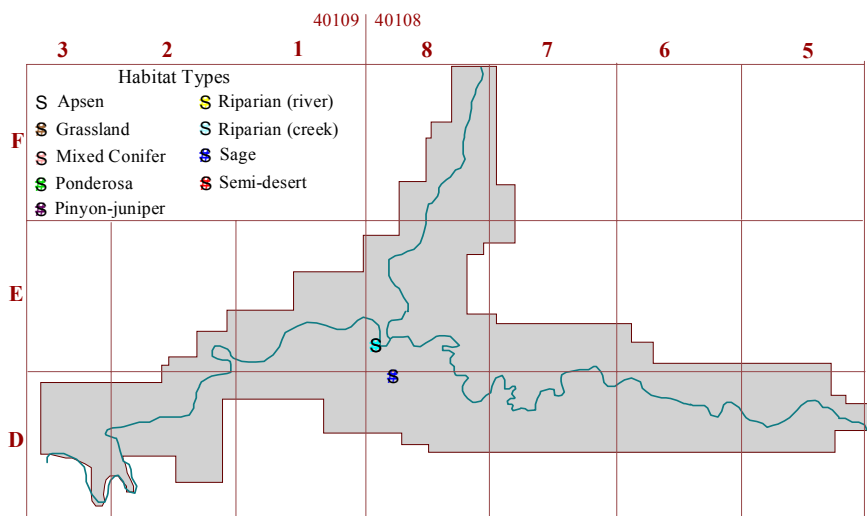 40109 40108
3 2 1 8 7 6 5
Habitat Types
S Apsen
S Riparian (river)
S Grassland
S Riparian (creek)
S Mixed Conifer
S Sage
S Ponderosa
S Semi-desert
S Pinyon-juniper
F
E
S
S
D